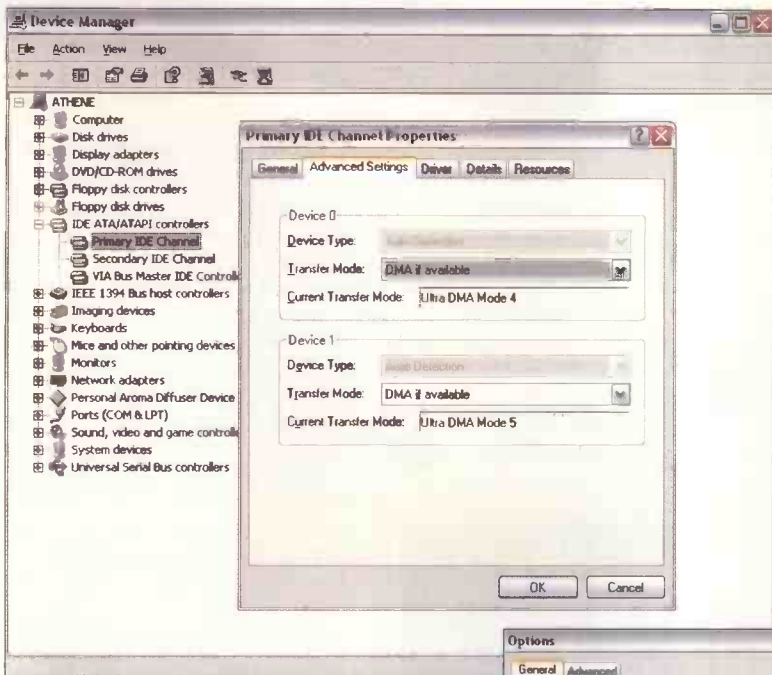 Device Manager
File Action View Help
ATHENE
Computer
Disk drives
Display adapters
DVD/CD-ROM drives
Floppy disk controllers
Floppy disk drives
IDE ATA/ATAPI controllers
Primary IDE Channel
Secondary IDE Channel
VIA Bus Master IDE Controll
IEEE 1394 Bus host controllers
Imaging devices
Keyboards
Mice and other pointing devices
Monitors
Network adapters
Personal Aroma Diffuser Device
Ports (COM & LPT)
Sound, video and game controlle
System devices
Universal Serial Bus controllers
Primary IDE Channel Properties
General Advanced Settings Driver Details Resources
Device 0
Device Type: Auto Detection
Transfer Mode: DMA if available
Current Transfer Mode: Ultra DMA Mode 4
Device 1
Device Type: Auto Detection
Transfer Mode: DMA if available
Current Transfer Mode: Ultra DMA Mode 5
OK Cancel
Options
General Advanced